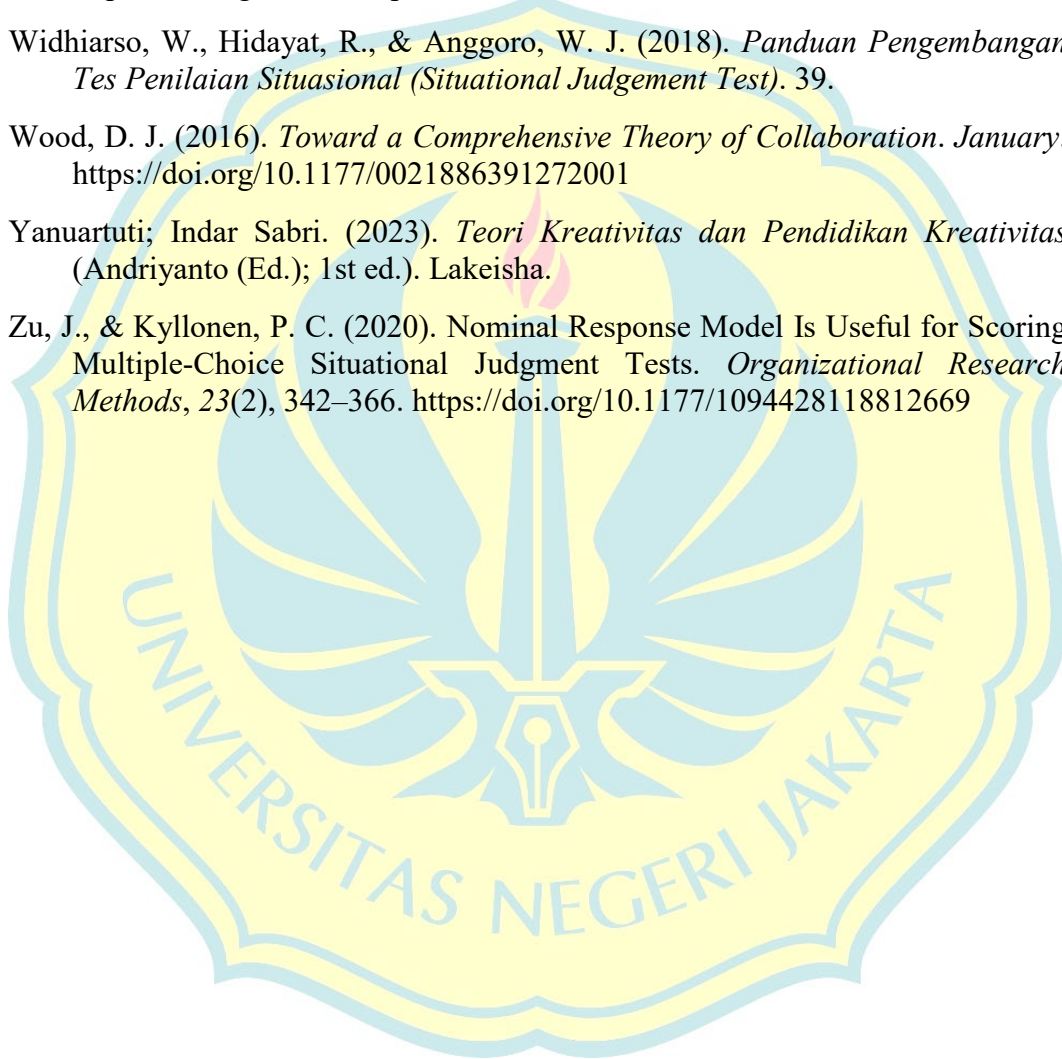 Widhiarso, W., Hidayat, R., & Anggoro, W. J. (2018). Panduan Pengembangan
Tes Penilaian Situasional (Situational Judgement Test). 39.
Wood, D. J. (2016). Toward a Comprehensive Theory of Collaboration. January.
https://doi.org/10.1177/0021886391272001
Yanuartuti; Indar Sabri. (2023). Teori Kreativitas dan Pendidikan Kreativitas
(Andriyanto (Ed.); 1st ed.). Lakeisha.
Zu, J., & Kyllonen, P. C. (2020). Nominal Response Model Is Useful for Scoring
Multiple-Choice Situational Judgment Tests. Organizational Research
Methods, 23(2), 342–366. https://doi.org/10.1177/1094428118812669
UNIVERSITAS NEGERI JAKARTA